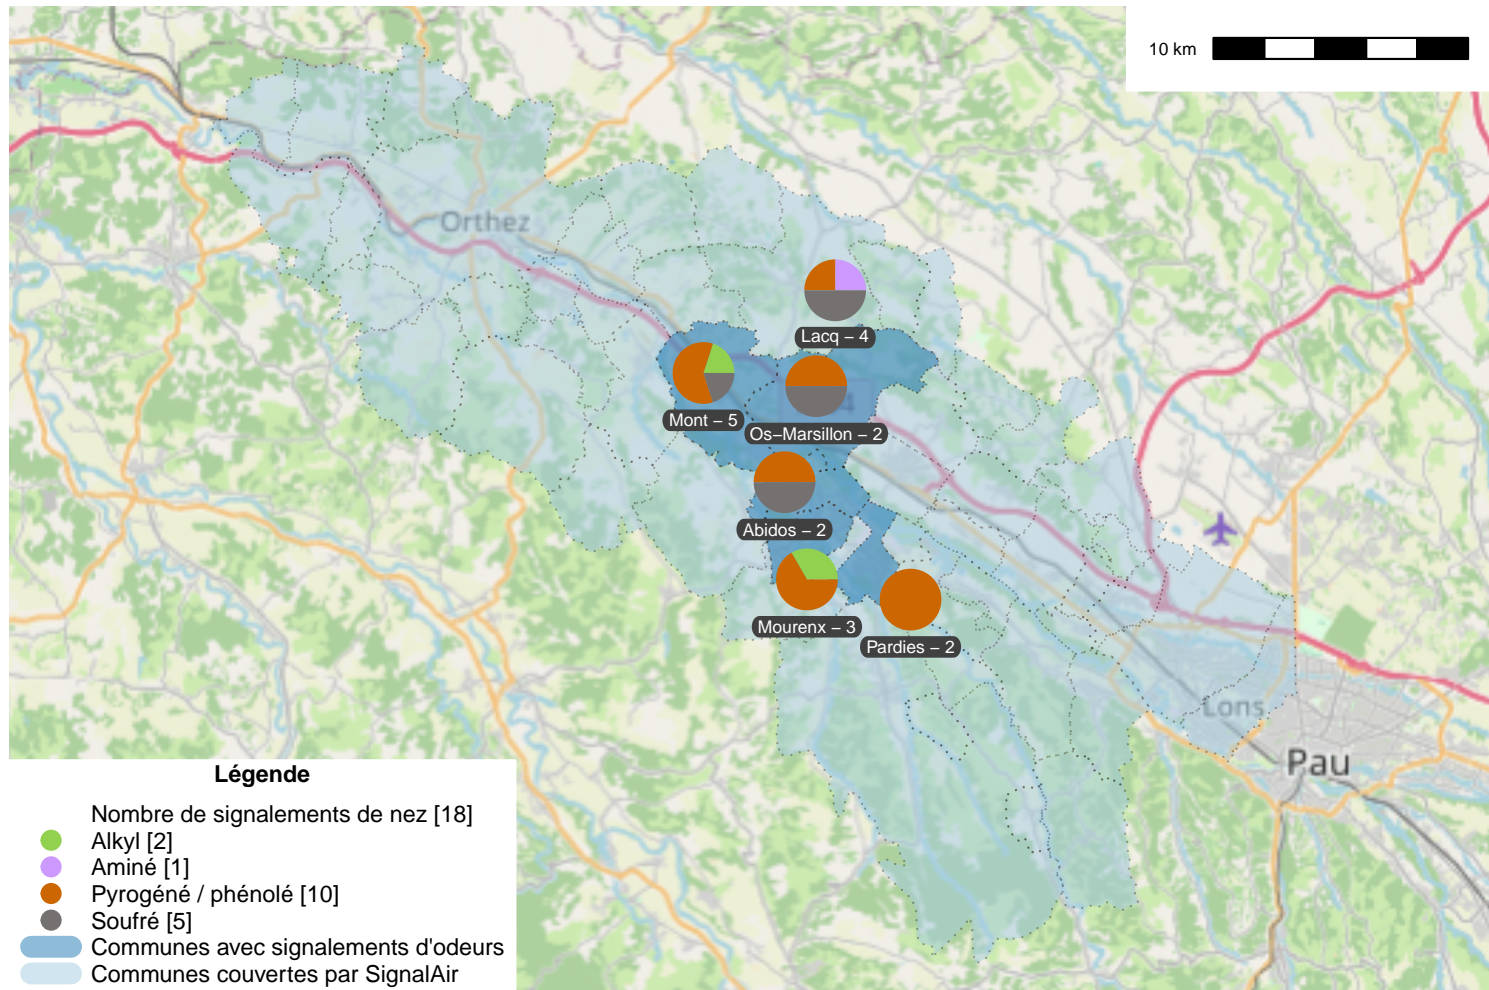 10 km
Orthez
Lacq – 4
Mont – 5
Os–Marsillon – 2
Abidos – 2
Mourenx – 3
Pardies – 2
Lons
Pau
Légende
Nombre de signalements de nez [18]
Alkyl [2]
Aminé [1]
Pyrogéné / phénolé [10]
Soufré [5]
Communes avec signalements d'odeurs
Communes couvertes par SignalAir